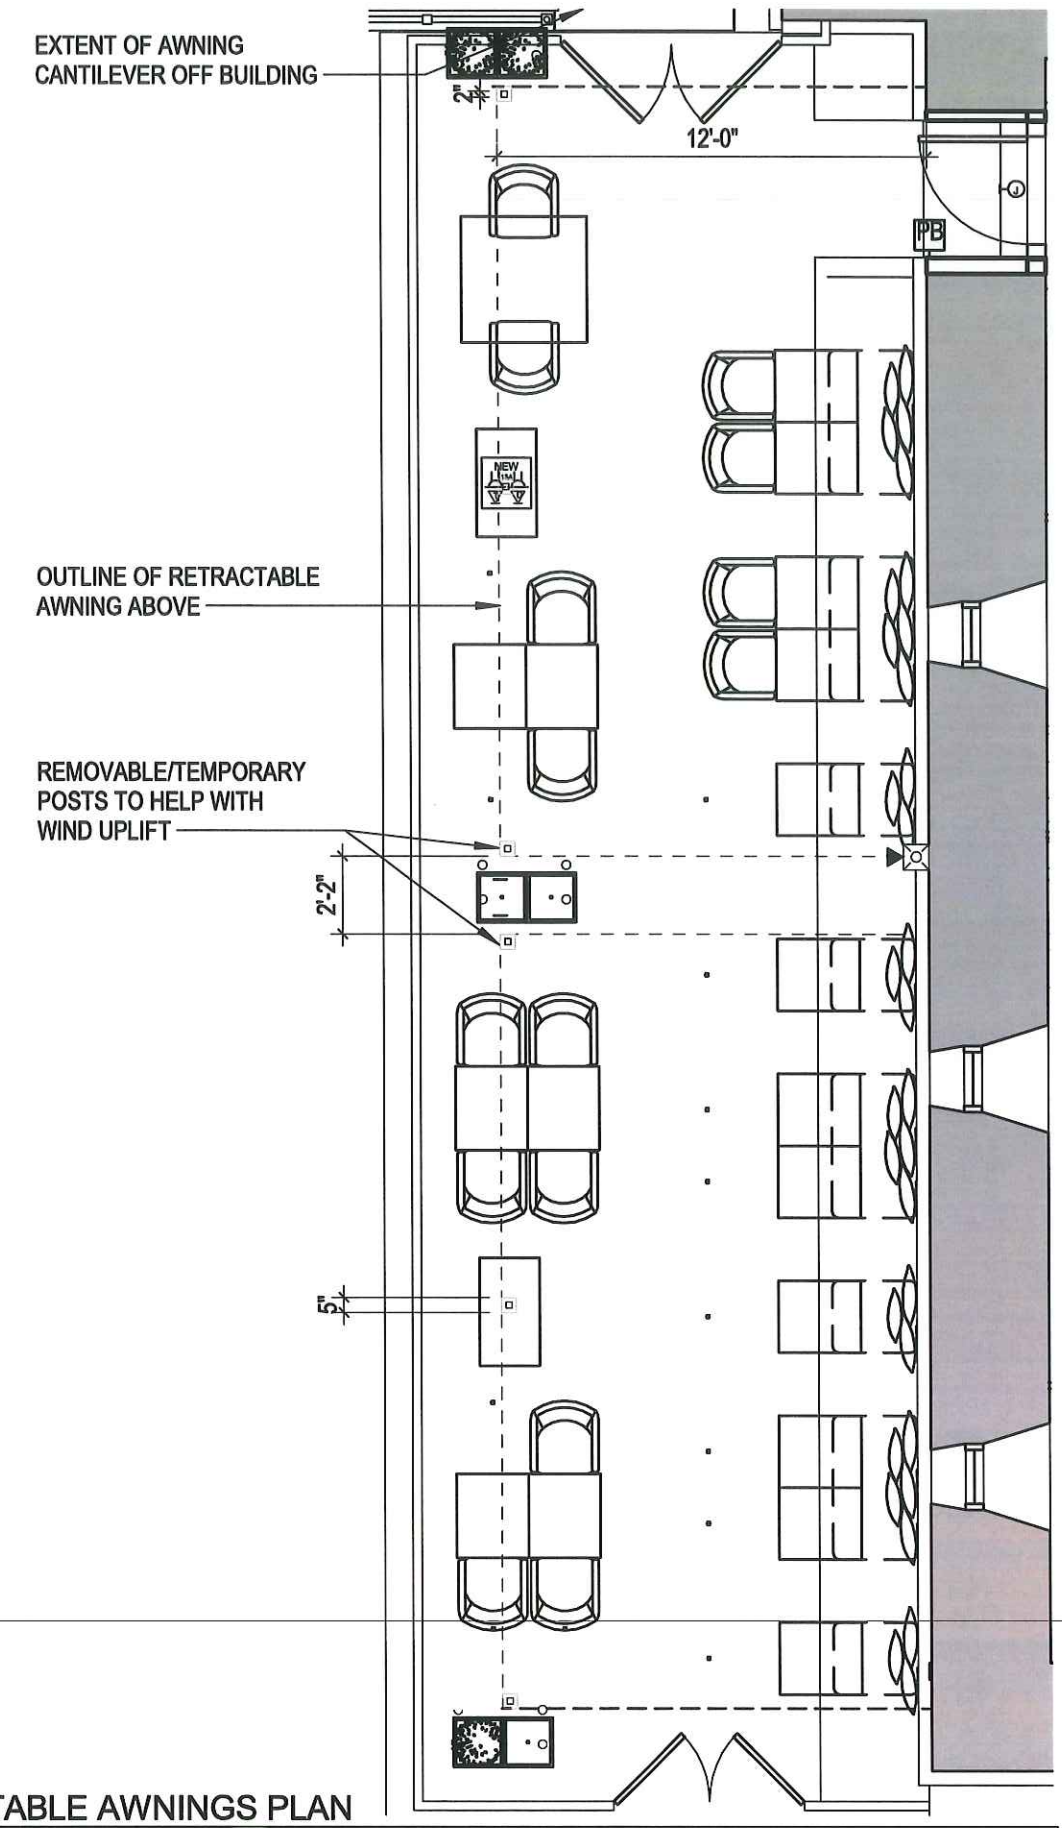 EXTENT OF AWNING
CANTILEVER OFF BUILDING
2"
12'-0"
J
PB
NEW
OUTLINE OF RETRACTABLE
AWNING ABOVE
REMOVABLE/TEMPORARY
POSTS TO HELP WITH
WIND UPLIFT
2'-2"
5"
TABLE AWNINGS PLAN